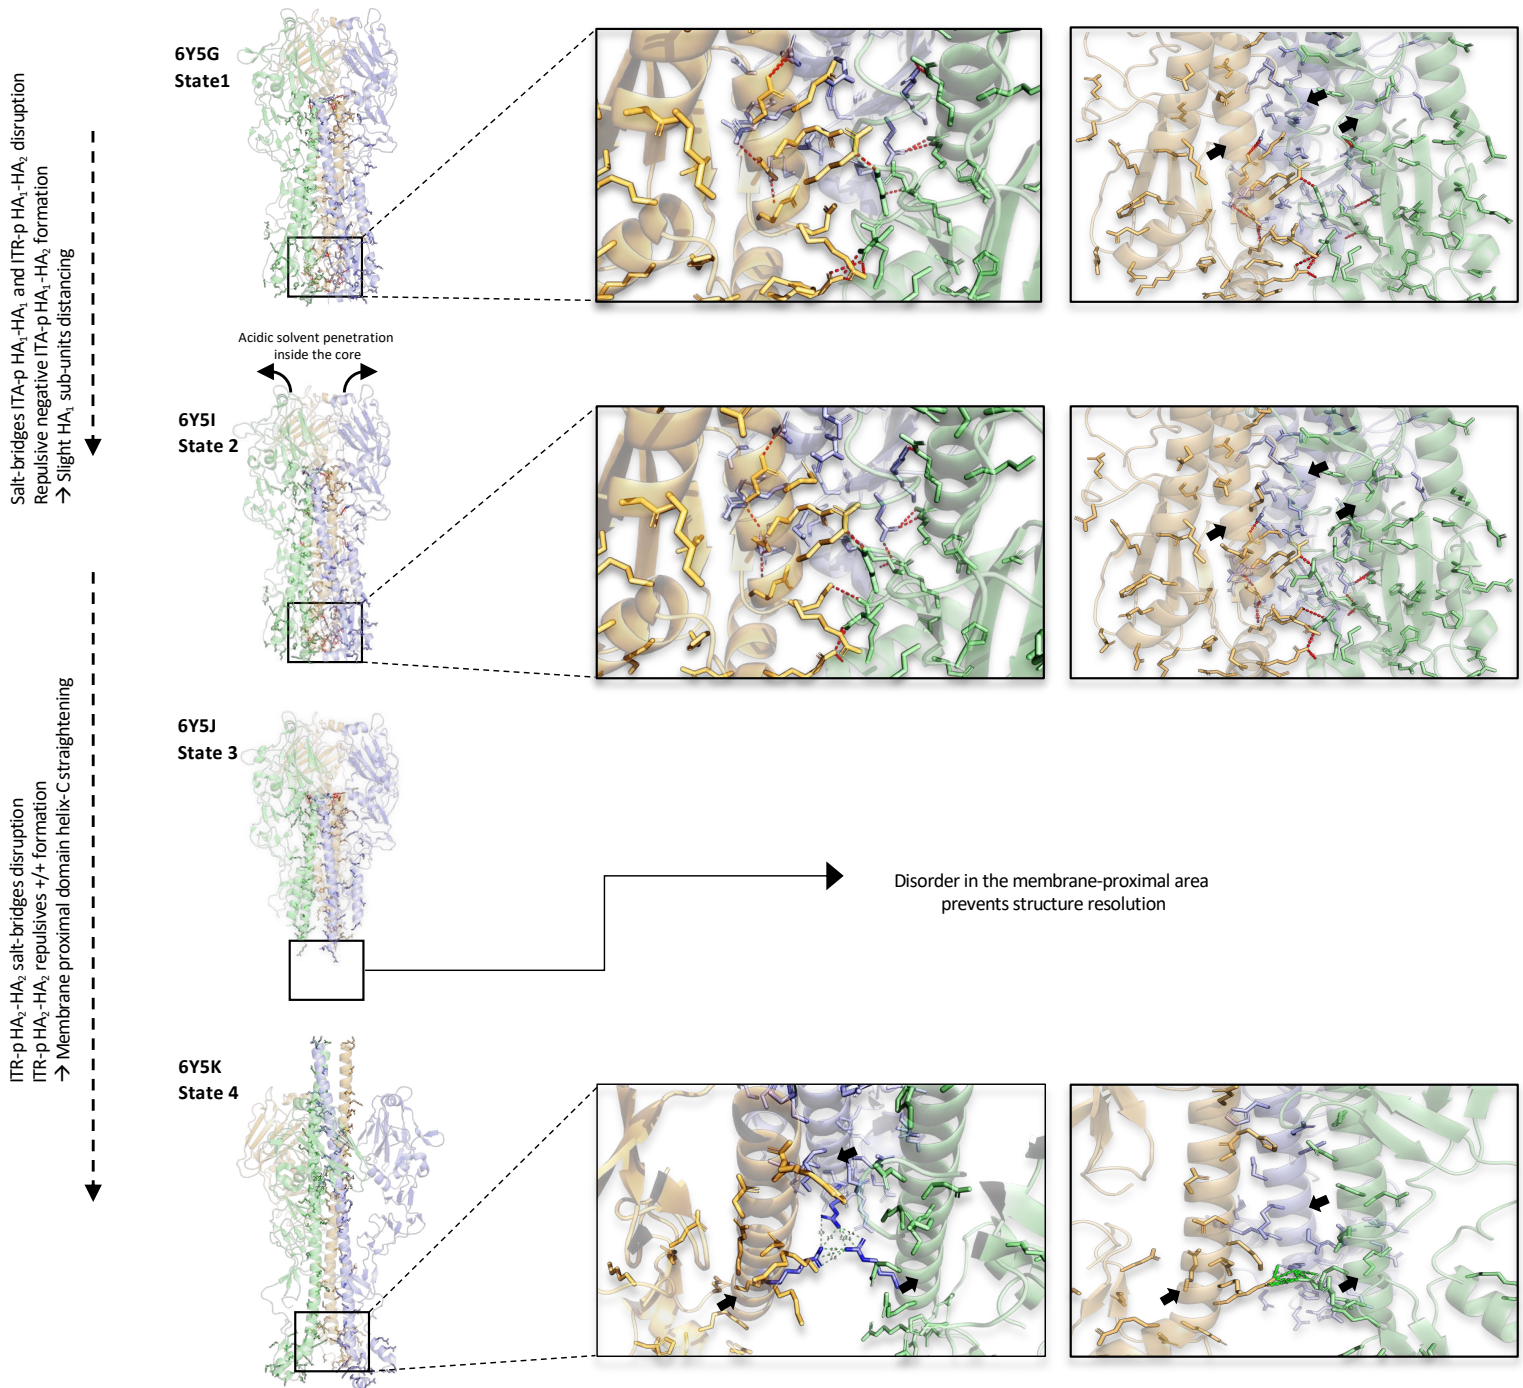 6Y5G
State1
Salt-bridges ITA-p HA₁-HA₁ and ITR-p HA₁-HA₂ disruption
Repulsive negative ITA-p HA₁-HA₂ formation
→ Slight HA₁ sub-units distancing
Acidic solvent penetration
inside the core
6Y5I
State 2
6Y5J
State 3
Disorder in the membrane-proximal area
prevents structure resolution
ITR-p HA₂-HA₂ salt-bridges disruption
ITR-p HA₂-HA₂ repulsives +/+ formation
→ Membrane proximal domain helix-C straightening
6Y5K
State 4